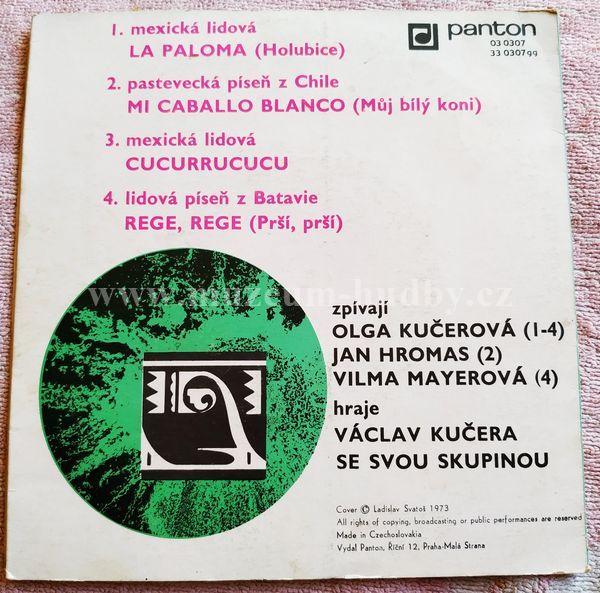 1. mexická lidová
LA PALOMA (Holubice)
panton
03 0307
33 0307 gg
2. pastevecká píseň z Chile
MI CABALLO BLANCO (Můj bílý koni)
3. mexická lidová
CUCURRUCUCU
4. lidová píseň z Batavie
REGE, REGE (Prší, prší)
www.muzeum-hudby.cz
zpívají
OLGA KUČEROVÁ (1-4)
JAN HROMAS (2)
VILMA MAYEROVÁ (4)
hraje
VÁCLAV KUČERA
SE SVOU SKUPINOU
Cover © Ladislav Svatoš 1973
All rights of copying, broadcasting or public performances are reserved
Made in Czechoslovakia
Vydal Panton, Říční 12, Praha-Malá Strana